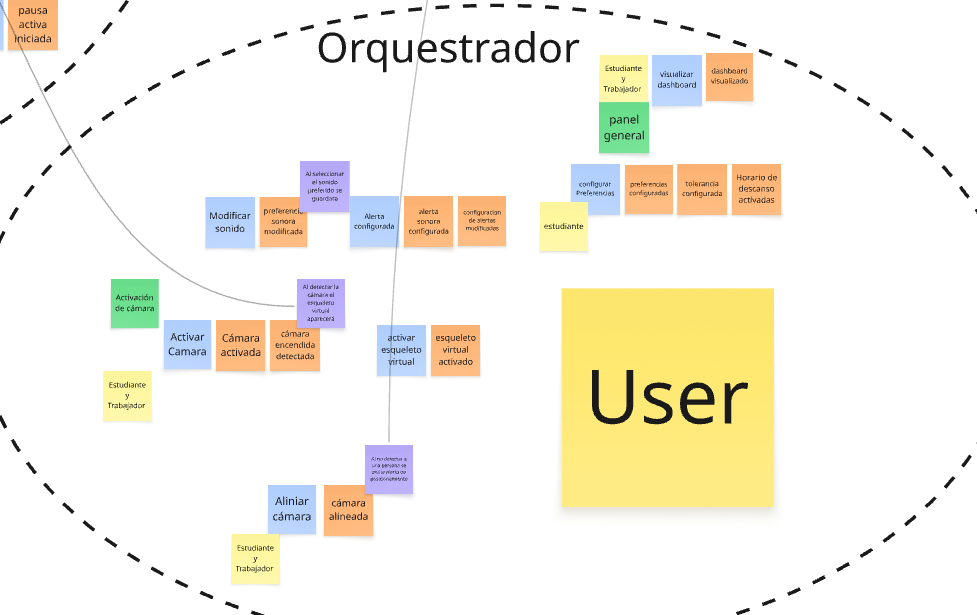 pausa
activa
iniciada
Orquestrador
Estudiante
y
Trabajador
visualizar
dashboard
dashboard
visualizado
panel
general
configurar
Preferencias
preferencias
configuradas
tolerancia
configurada
Horario de
descanso
activadas
estudiante
Al seleccionar
el sonido
preferido se
guardara
Modificar
sonido
preferencia
sonora
modificada
Alerta
configurada
alerta
sonora
configurada
configuracion
de alertas
modificadas
Activación
de cámara
Al detectar la
cámara el
esqueleto
virtual
aparecerá
Activar
Camara
Cámara
activada
cámara
encendida
detectada
activar
esqueleto
virtual
esqueleto
virtual
activado
Estudiante
y
Trabajador
User
Al no detectar a
una persona se
posicionamiento
Aliniar
cámara
cámara
alineada
Estudiante
y
Trabajador